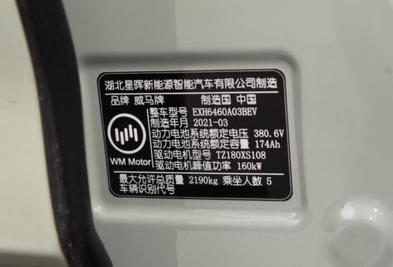 湖北星晖新能源智能汽车有限公司制造
品牌 威马牌 制造国 中国
整车型号 EXH6460A03BEV
制造年月 2021-03
动力电池系统额定电压 380.6V
动力电池系统额定容量 174Ah
驱动电机型号 TZ180XS108
驱动电机峰值功率 160kW
WM Motor
最大允许总质量 2190kg 乘坐人数 5
车辆识别代号